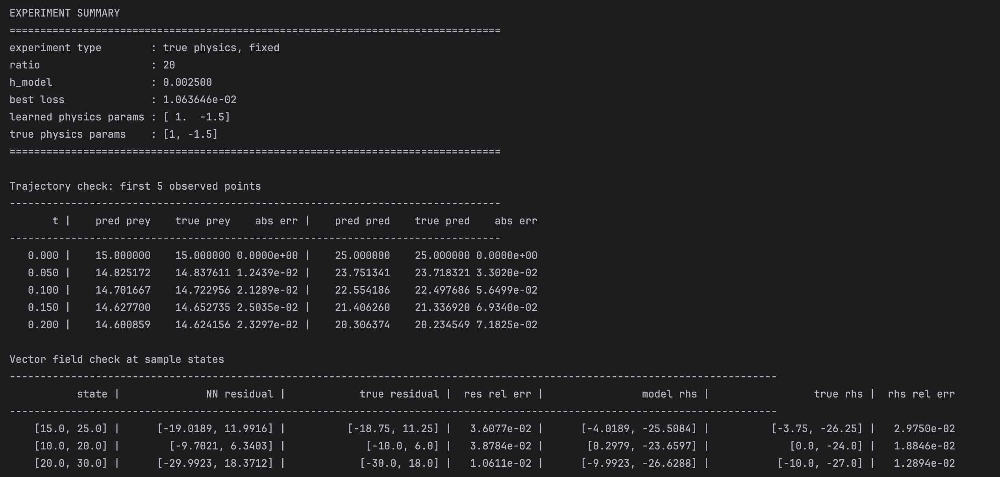 EXPERIMENT SUMMARY
================================================================================
experiment type        : true physics, fixed
ratio                  : 20
h_model                : 0.002500
best loss              : 1.063646e-02
learned physics params : [ 1.  -1.5]
true physics params    : [1, -1.5]
================================================================================
Trajectory check: first 5 observed points
--------------------------------------------------------------------------------
       t |    pred prey    true prey    abs err |    pred pred    true pred    abs err
--------------------------------------------------------------------------------
   0.000 |    15.000000    15.000000 0.0000e+00 |    25.000000    25.000000 0.0000e+00
   0.050 |    14.825172    14.837611 1.2439e-02 |    23.751341    23.718321 3.3020e-02
   0.100 |    14.701667    14.722956 2.1289e-02 |    22.554186    22.497686 5.6499e-02
   0.150 |    14.627700    14.652735 2.5035e-02 |    21.406260    21.336920 6.9340e-02
   0.200 |    14.600859    14.624156 2.3297e-02 |    20.306374    20.234549 7.1825e-02
Vector field check at sample states
-----------------------------------------------------------------------------------------------------------------------------
           state |              NN residual |            true residual |  res rel err |                model rhs |                 true rhs |  rhs rel err
-----------------------------------------------------------------------------------------------------------------------------
    [15.0, 25.0] |      [-19.0189, 11.9916] |          [-18.75, 11.25] |   3.6077e-02 |      [-4.0189, -25.5084] |          [-3.75, -26.25] |   2.9750e-02
    [10.0, 20.0] |        [-9.7021, 6.3403] |             [-10.0, 6.0] |   3.8784e-02 |       [0.2979, -23.6597] |             [0.0, -24.0] |   1.8846e-02
    [20.0, 30.0] |      [-29.9923, 18.3712] |            [-30.0, 18.0] |   1.0611e-02 |      [-9.9923, -26.6288] |           [-10.0, -27.0] |   1.2894e-02